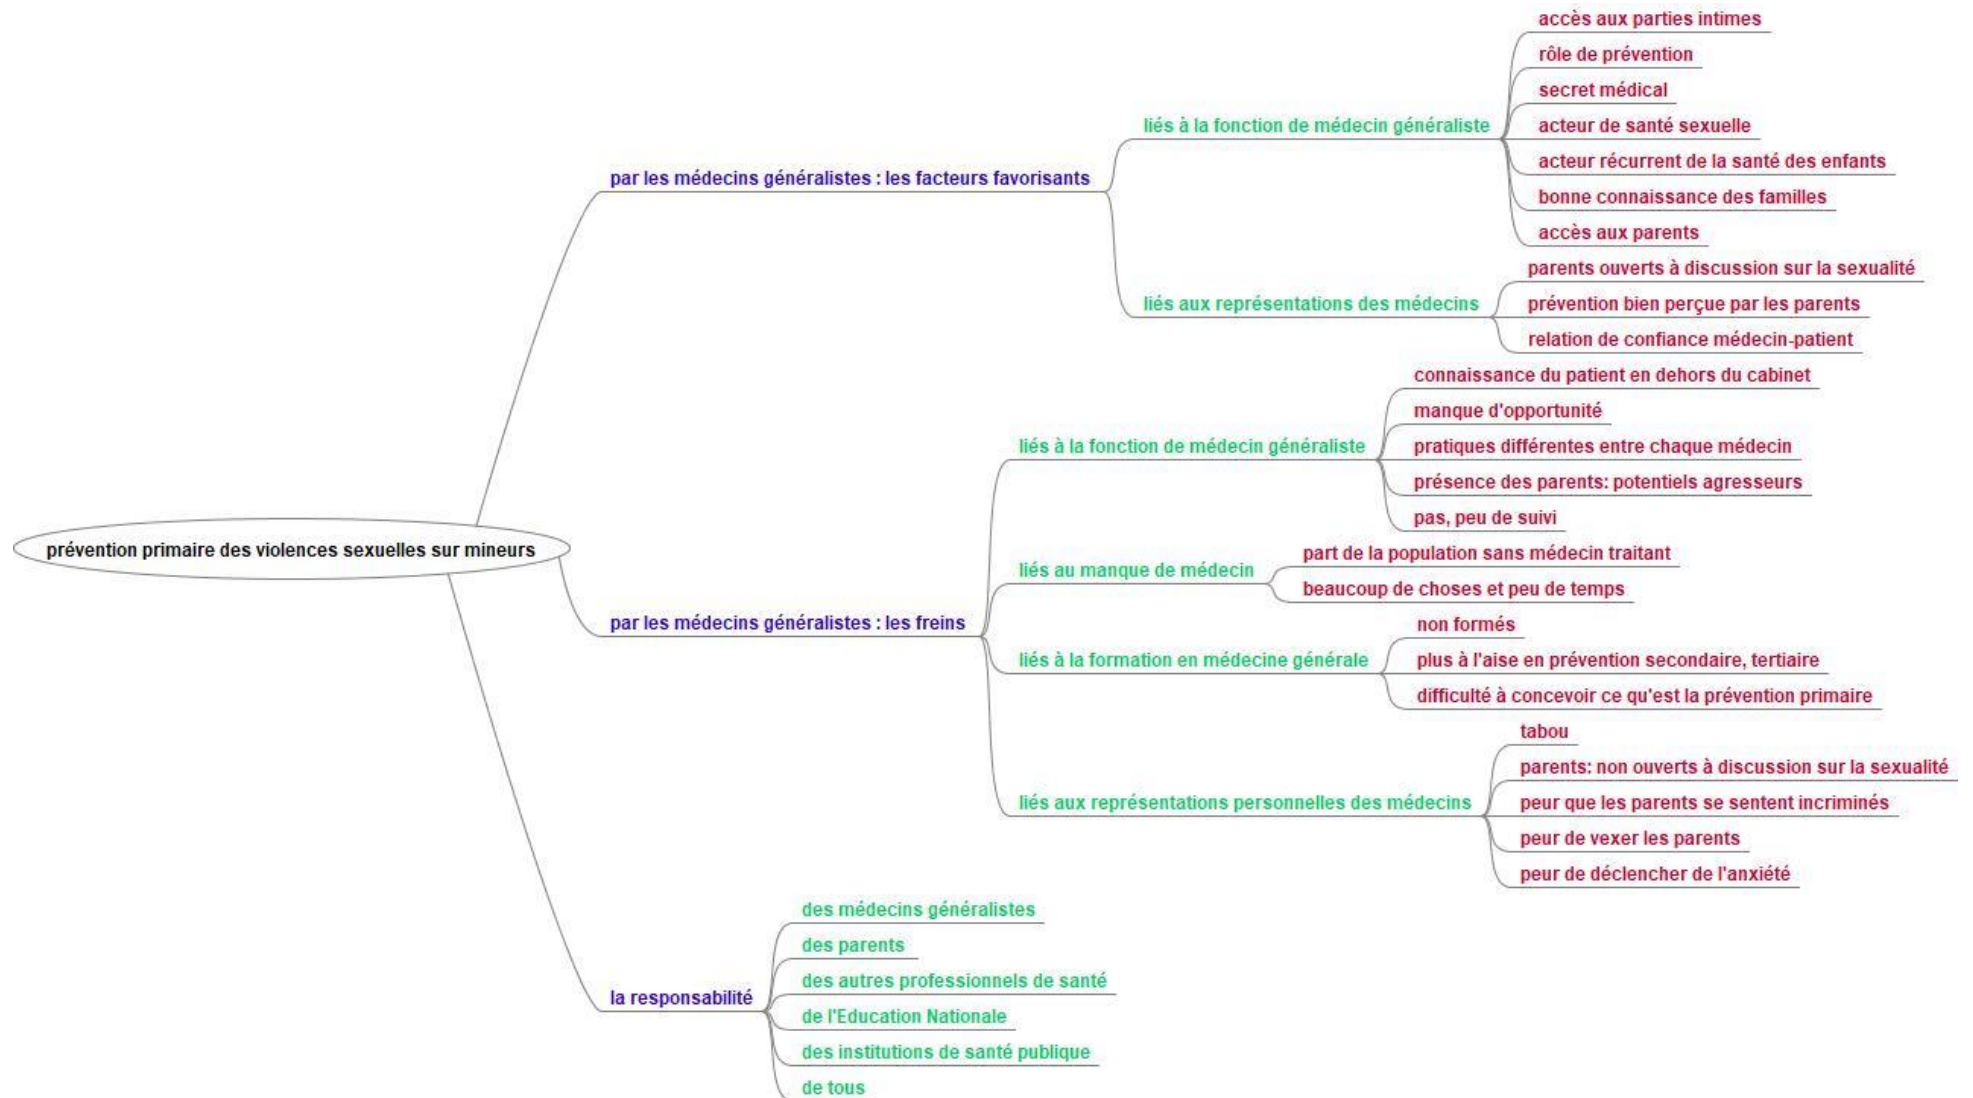 prévention primaire des violences sexuelles sur mineurs
par les médecins généralistes : les facteurs favorisants
liés à la fonction de médecin généraliste
accès aux parties intimes
rôle de prévention
secret médical
acteur de santé sexuelle
acteur récurrent de la santé des enfants
bonne connaissance des familles
accès aux parents
liés aux représentations des médecins
parents ouverts à discussion sur la sexualité
prévention bien perçue par les parents
relation de confiance médecin-patient
par les médecins généralistes : les freins
liés à la fonction de médecin généraliste
connaissance du patient en dehors du cabinet
manque d'opportunité
pratiques différentes entre chaque médecin
présence des parents: potentiels agresseurs
pas, peu de suivi
liés au manque de médecin
part de la population sans médecin traitant
beaucoup de choses et peu de temps
liés à la formation en médecine générale
non formés
plus à l'aise en prévention secondaire, tertiaire
difficulté à concevoir ce qu'est la prévention primaire
liés aux représentations personnelles des médecins
tabou
parents: non ouverts à discussion sur la sexualité
peur que les parents se sentent incriminés
peur de vexer les parents
peur de déclencher de l'anxiété
la responsabilité
des médecins généralistes
des parents
des autres professionnels de santé
de l'Education Nationale
des institutions de santé publique
de tous